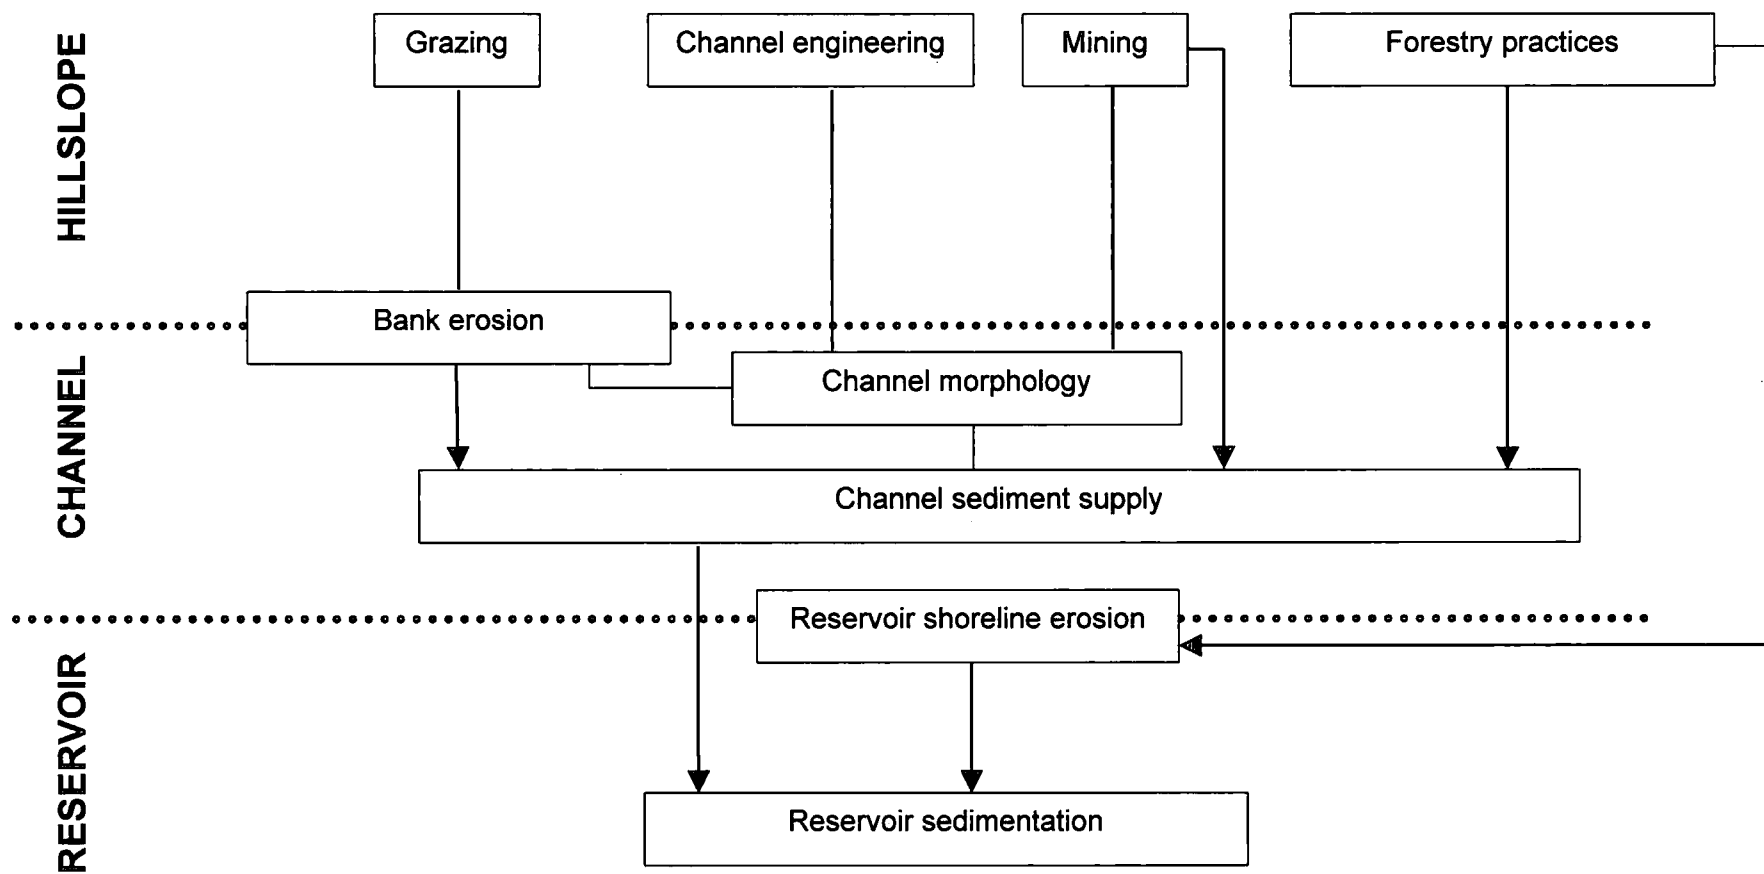 HILLSLOPE
Grazing
Channel engineering
Mining
Forestry practices
Bank erosion
CHANNEL
Channel morphology
Channel sediment supply
Reservoir shoreline erosion
RESERVOIR
Reservoir sedimentation